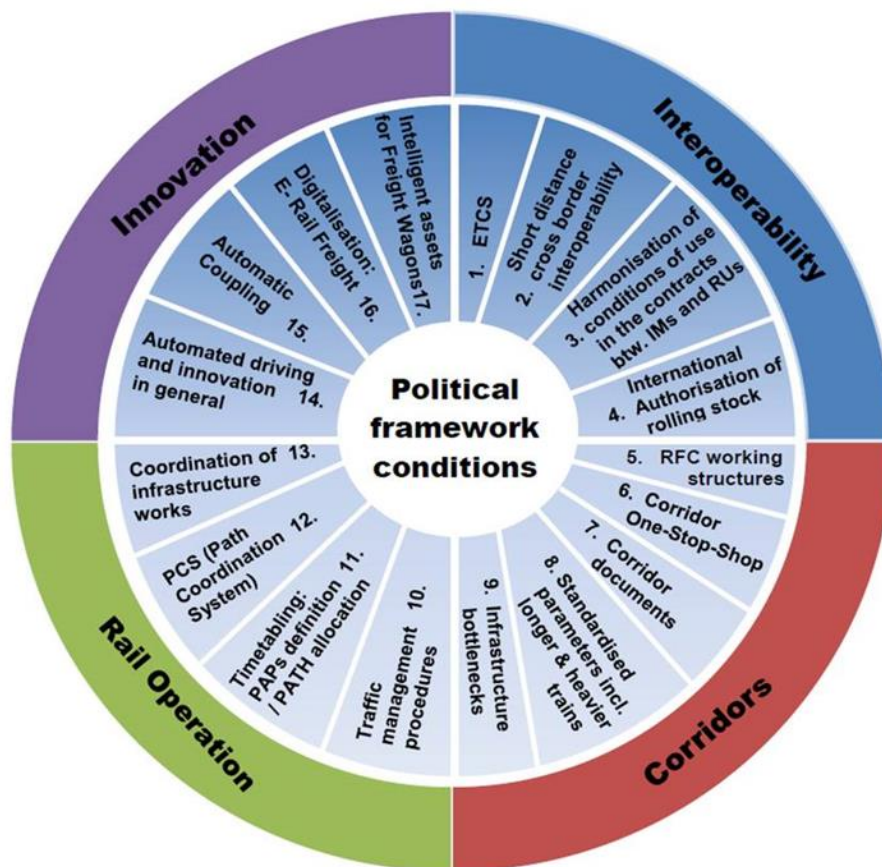 Innovation
Interoperability
Corridors
Rail Operation
Political
framework
conditions
1. ETCS
Short distance
2. cross border
interoperability
Harmonisation of
3. conditions of use
in the contracts
btw. IMs and RUs
International
4. Authorisation of
rolling stock
5. RFC working
structures
6. Corridor
One-Stop-Shop
7. Corridor
documents
8. Standardised
parameters incl.
longer & heavier
trains
9. Infrastructure
bottlenecks
Traffic
management 10.
procedures
Timetabling:
PAPs definition 11.
/ PATH allocation
PCS (Path 12.
Coordination
System)
Coordination of 13.
infrastructure
works
Automated driving
and innovation 14.
in general
Automatic
Coupling 15.
Digitalisation:
E- Rail Freight 16.
Intelligent assets
for Freight Wagons17.